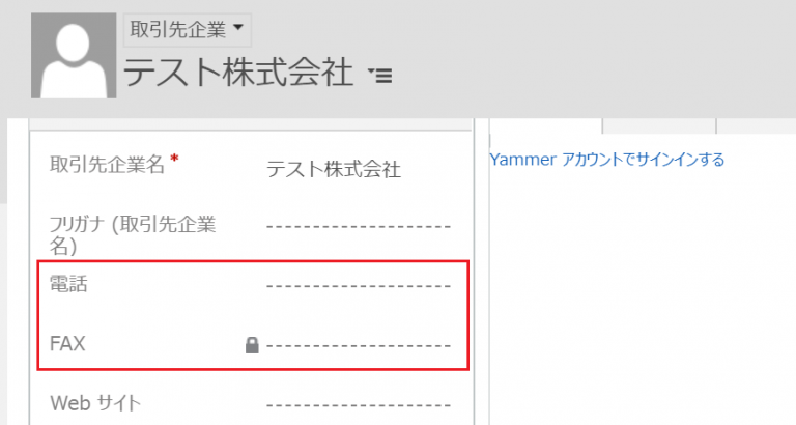 取引先企業
テスト株式会社
取引先企業名 *
テスト株式会社
Yammer アカウントでサインインする
フリガナ (取引先企業
名)
電話
FAX
Web サイト